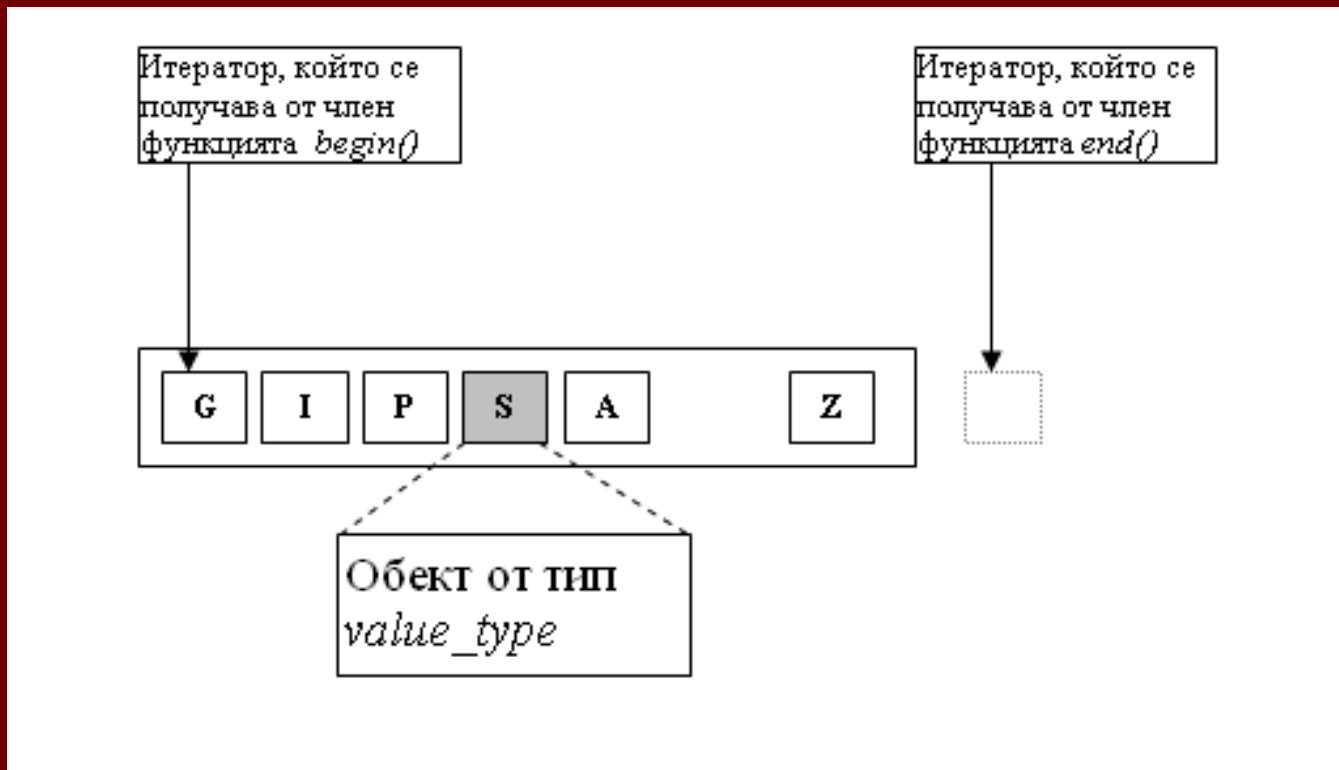 Итератор, който се
получава от член
функцията begin()
Итератор, който се
получава от член
функцията end()
G I P S A Z
Обект от тип
value_type